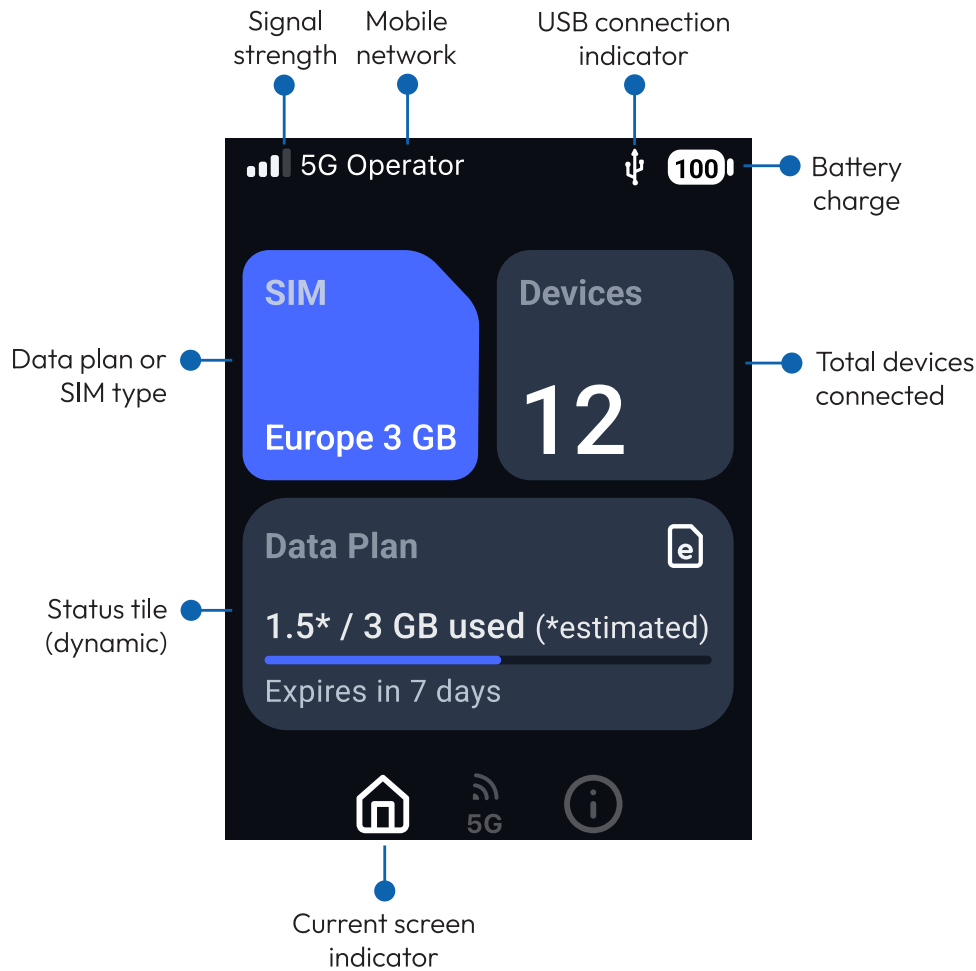 Signal
strength
Mobile
network
USB connection
indicator
5G Operator
100
Battery
charge
SIM
Devices
Data plan or
SIM type
Europe 3 GB
12
Total devices
connected
Data Plan
e
Status tile
(dynamic)
1.5* / 3 GB used (*estimated)
Expires in 7 days
5G
Current screen
indicator